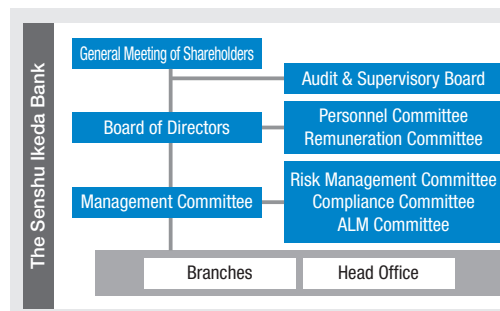 The Senshu Ikeda Bank
General Meeting of Shareholders
Audit & Supervisory Board
Board of Directors
Personnel Committee
Remuneration Committee
Management Committee
Risk Management Committee
Compliance Committee
ALM Committee
Branches
Head Office